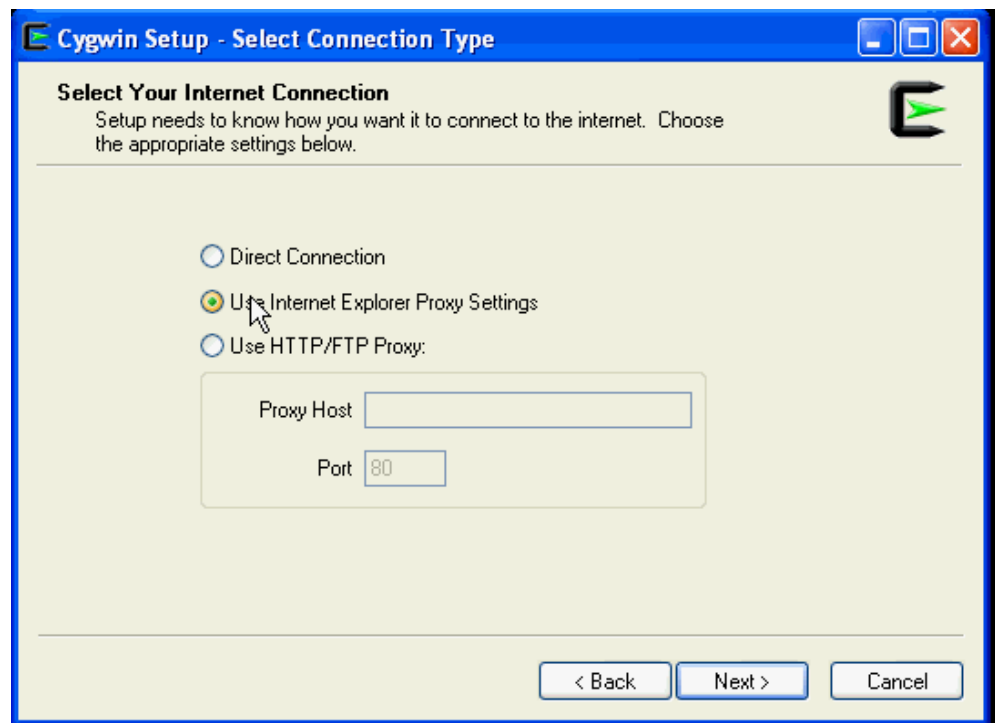 Cygwin Setup - Select Connection Type
Select Your Internet Connection
Setup needs to know how you want it to connect to the internet. Choose
the appropriate settings below.
Direct Connection
Use Internet Explorer Proxy Settings
Use HTTP/FTP Proxy:
Proxy Host
Port 80
< Back Next > Cancel